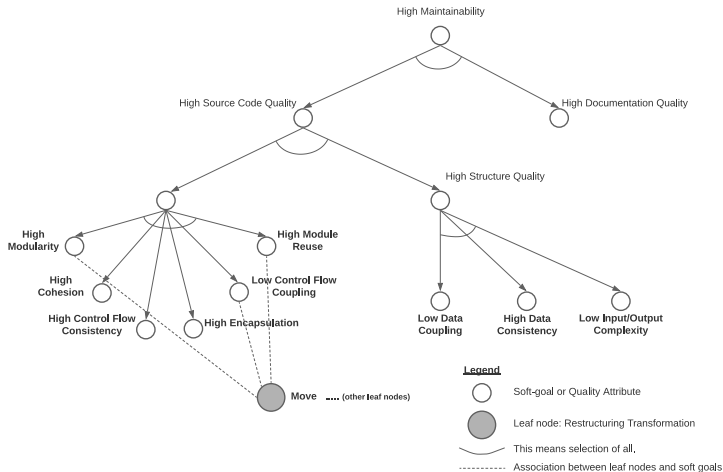 High Maintainability
High Source Code Quality
High Documentation Quality
High Structure Quality
High
Modularity
High Module
Reuse
High
Cohesion
Low Control Flow
Coupling
High Control Flow
Consistency
High Encapsulation
Low Data
Coupling
High Data
Consistency
Low Input/Output
Complexity
Move .... (other leaf nodes)
Legend
Soft-goal or Quality Attribute
Leaf node: Restructuring Transformation
This means selection of all.
Association between leaf nodes and soft goals